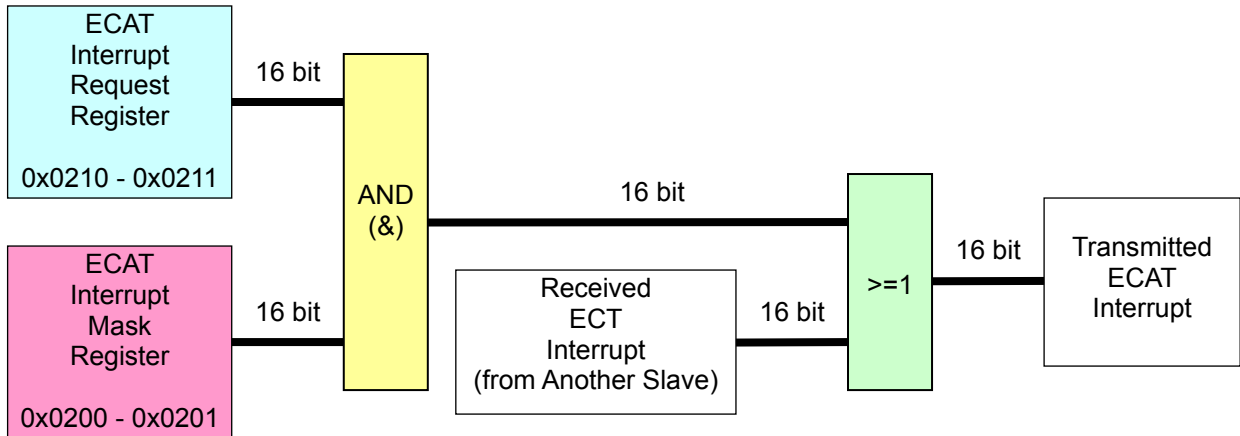 ECAT
Interrupt
Request
Register
0x0210 - 0x0211
16 bit
AND
(&)
ECAT
Interrupt
Mask
Register
0x0200 - 0x0201
16 bit
16 bit
Received
ECT
Interrupt
(from Another Slave)
16 bit
>=1
16 bit
Transmitted
ECAT
Interrupt